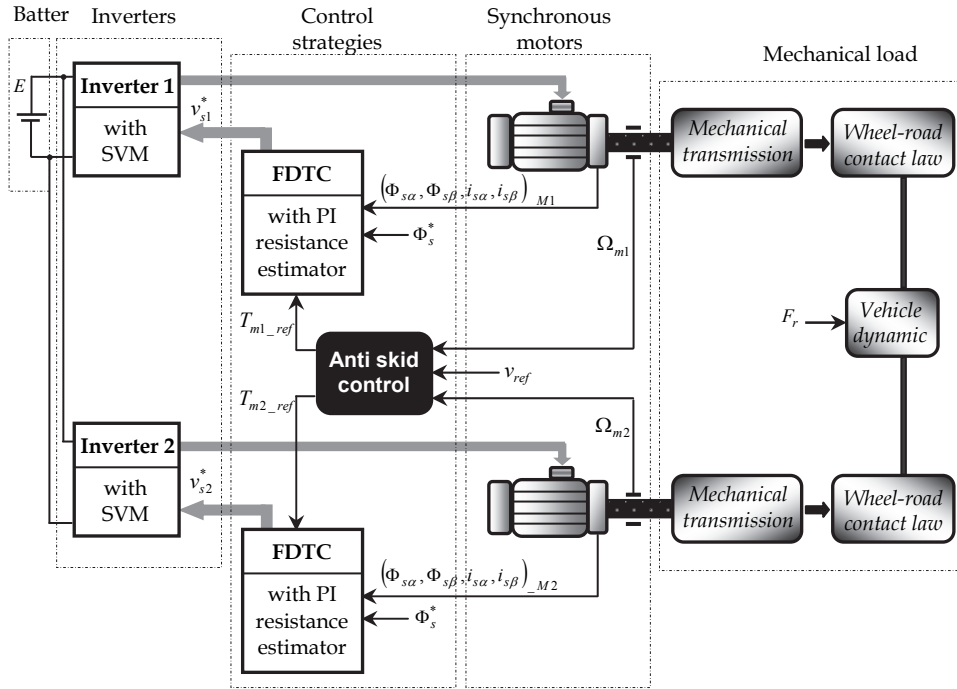 Batter
Inverters
Control
strategies
Synchronous
motors
Mechanical load
E
Inverter 1
with
SVM
v*s1
FDTC
with PI
resistance
estimator
(Φsα, Φsβ, isα, isβ)_M1
Φ*s
Ωm1
Mechanical
transmission
Wheel-road
contact law
Tm1_ref
Anti skid
control
vref
Fr
Vehicle
dynamic
Tm2_ref
Ωm2
Inverter 2
with
SVM
v*s2
FDTC
with PI
resistance
estimator
(Φsα, Φsβ, isα, isβ)_M2
Φ*s
Mechanical
transmission
Wheel-road
contact law